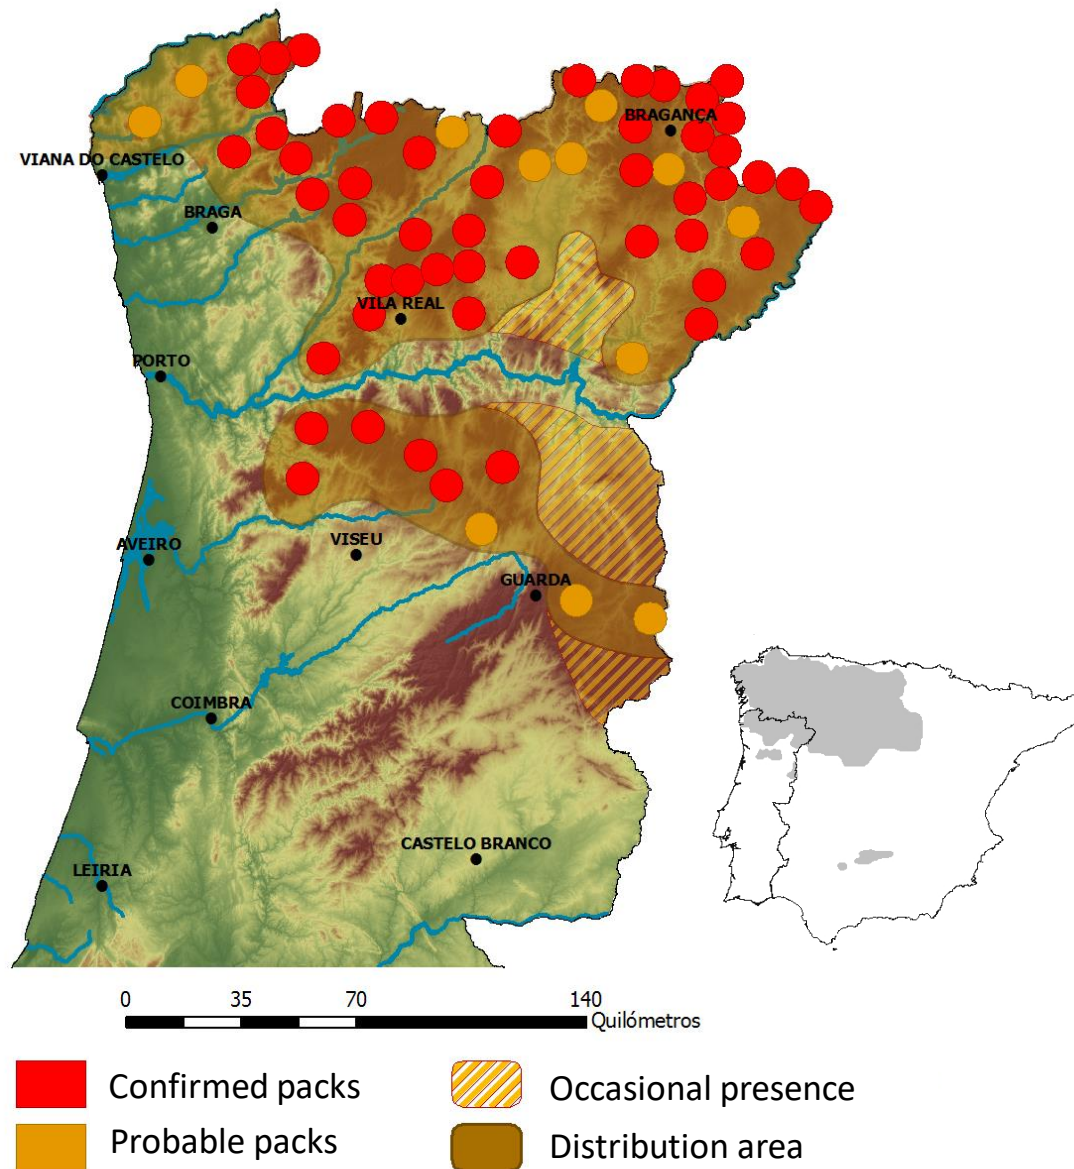 BRAGANÇA
VIANA DO CASTELO
BRAGA
VILA REAL
PORTO
AVEIRO
VISEU
GUARDA
COIMBRA
CASTELO BRANCO
LEIRIA
0 35 70 140
Quilómetros
Confirmed packs
Occasional presence
Probable packs
Distribution area